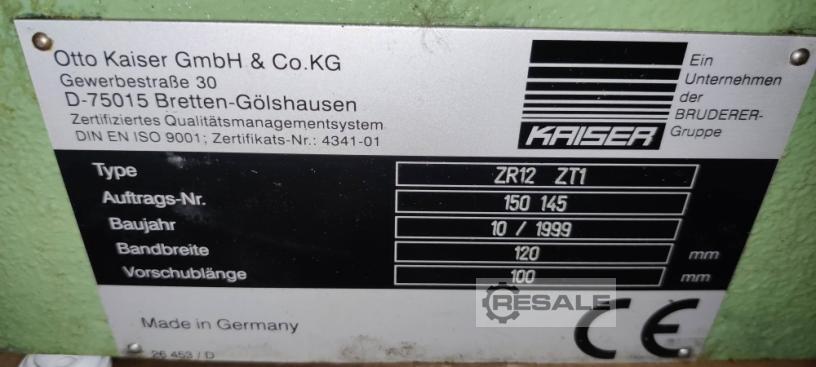 Otto Kaiser GmbH & Co.KG
Gewerbestraße 30
D-75015 Bretten-Gölshausen
Zertifiziertes Qualitätsmanagementsystem
DIN EN ISO 9001; Zertifikats-Nr.: 4341-01
KAISER
Ein
Unternehmen
der
BRUDERER-
Gruppe
Type ZR12 ZT1
Auftrags-Nr. 150 145
Baujahr 10 / 1999
Bandbreite 120 mm
Vorschublänge 100 mm
RESALE
Made in Germany CE
26 453 / D